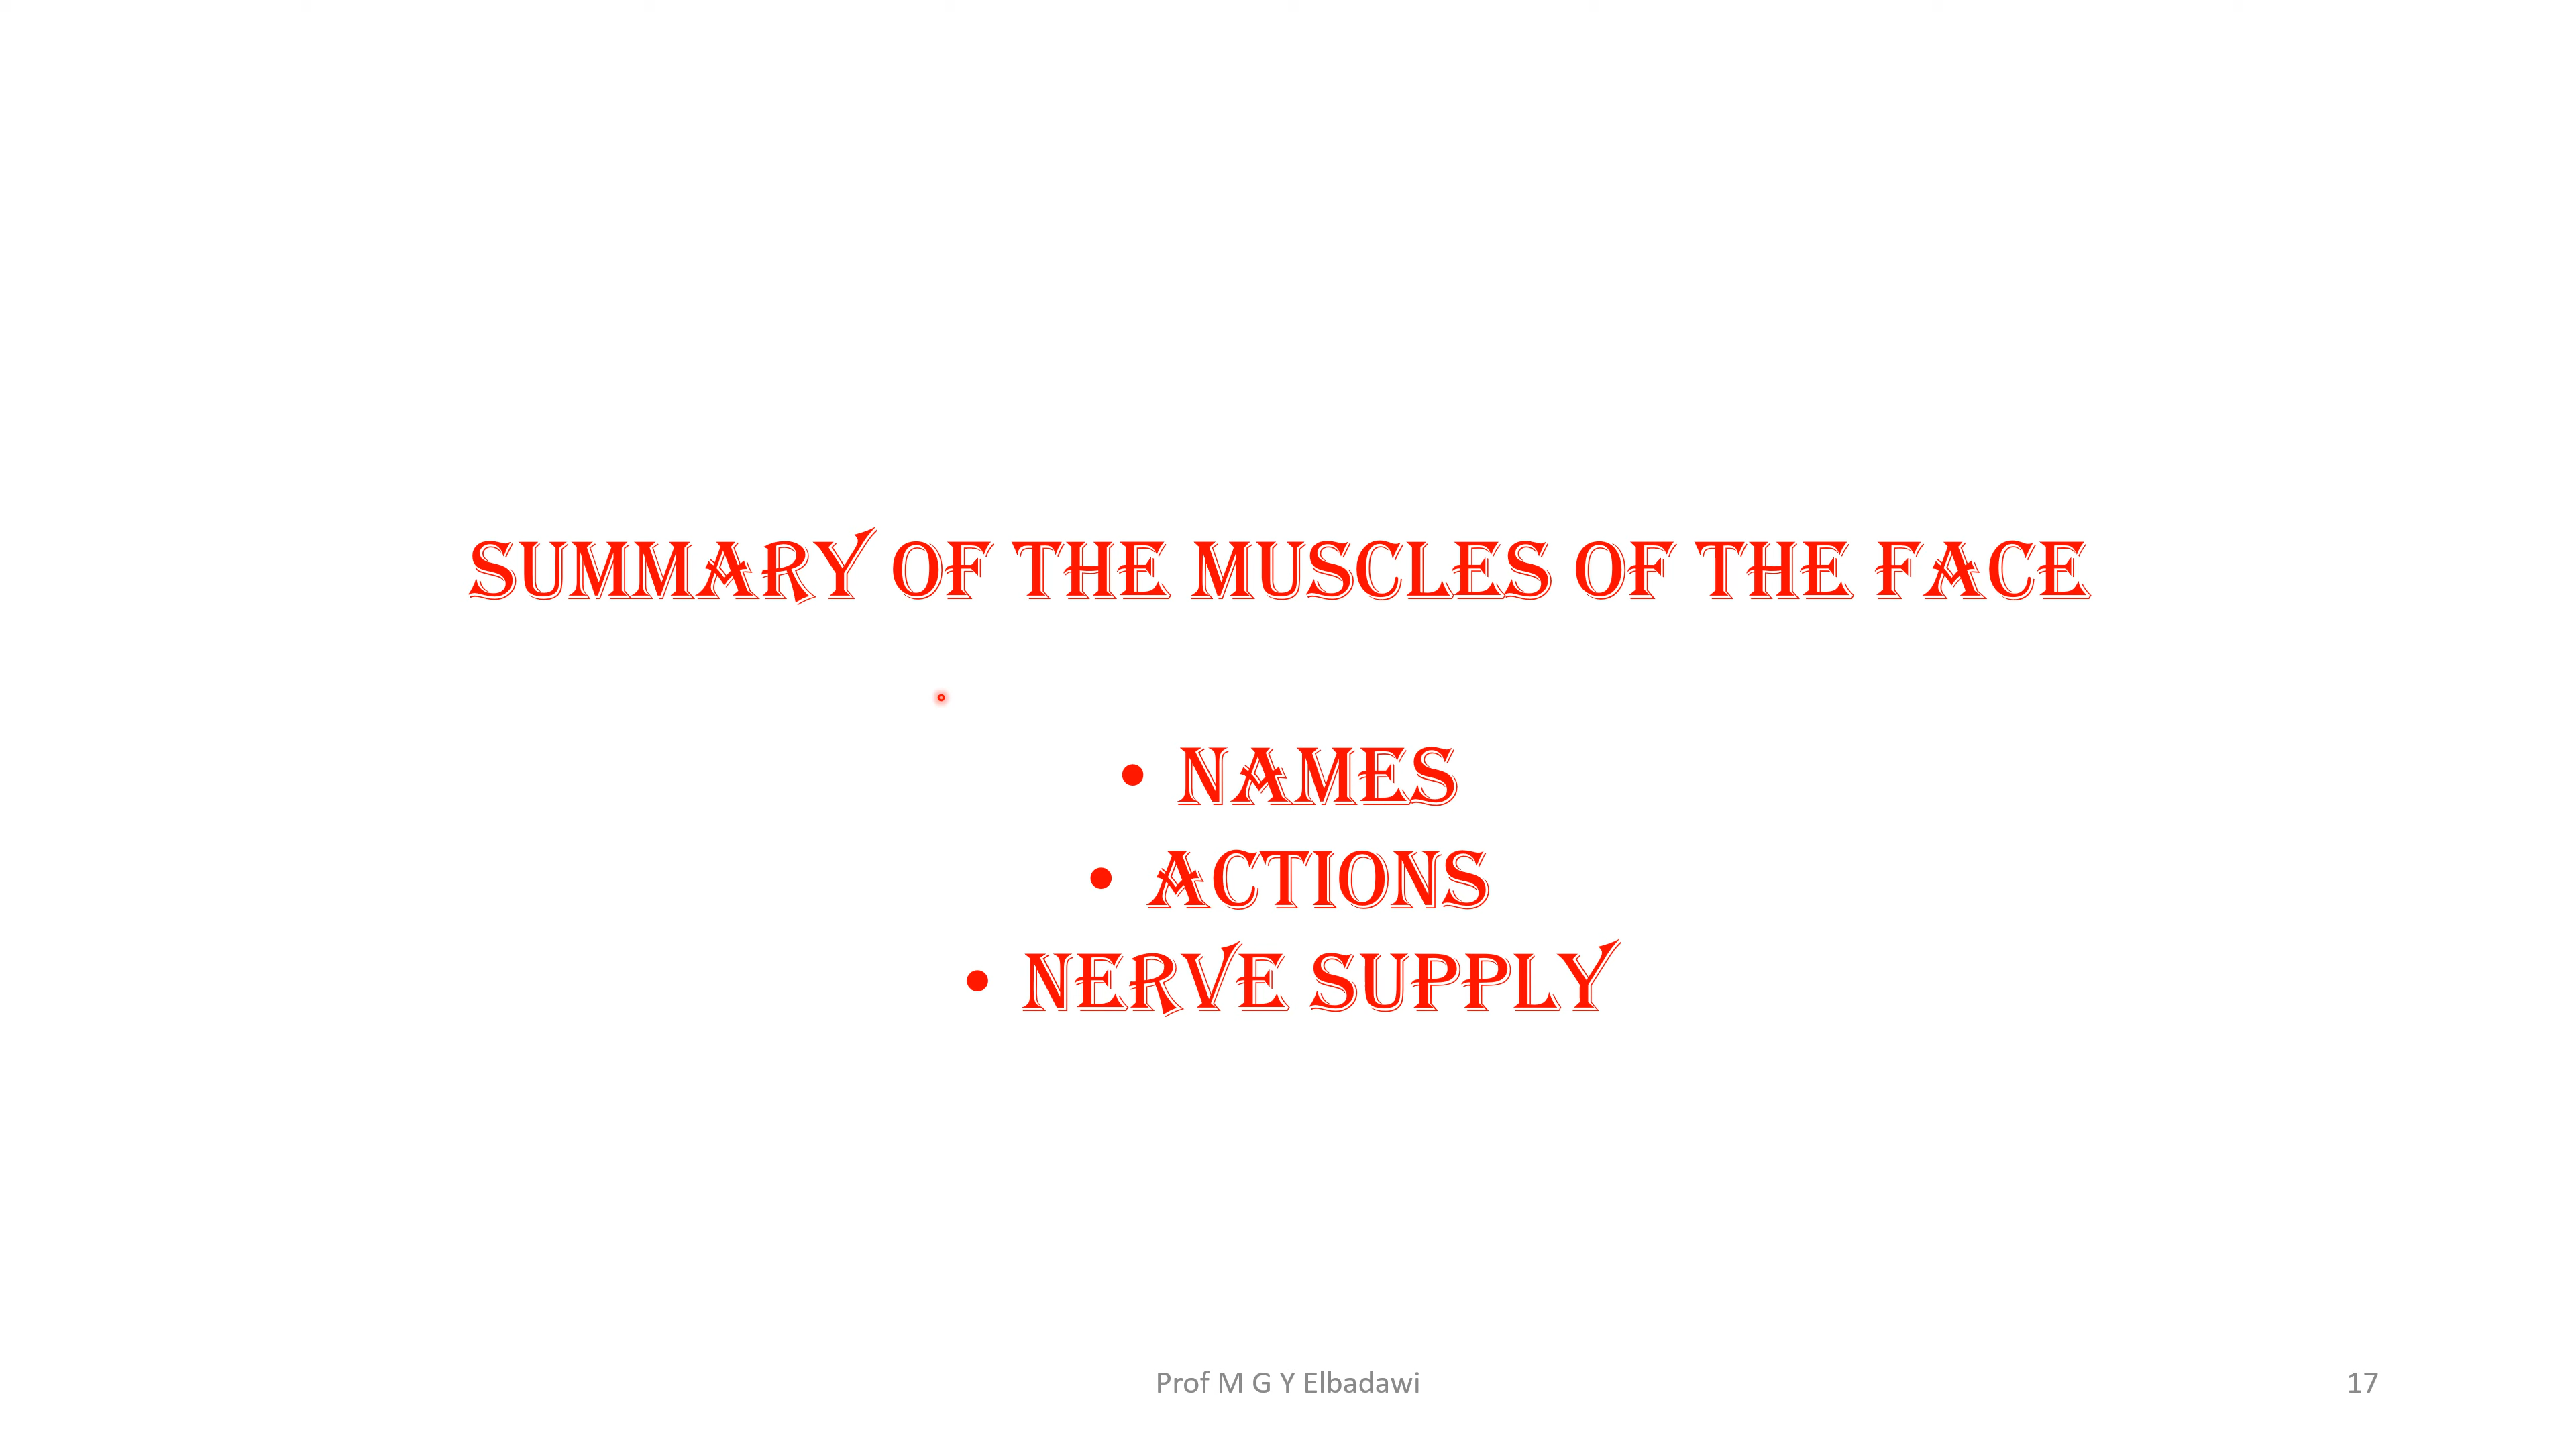 SUMMARY OF THE MUSCLES OF THE FACE
• NAMES
• ACTIONS
• NERVE SUPPLY
Prof M G Y Elbadawi
17